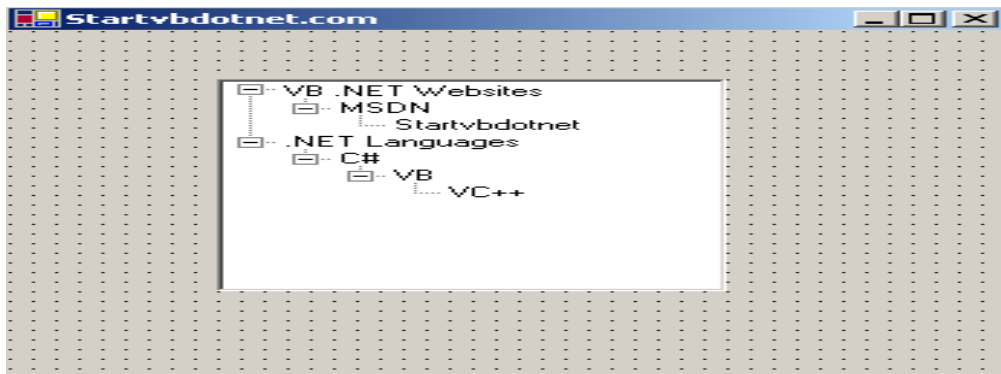 Startvbdotnet.com
VB .NET Websites
MSDN
Startvbdotnet
.NET Languages
C#
VB
VC++